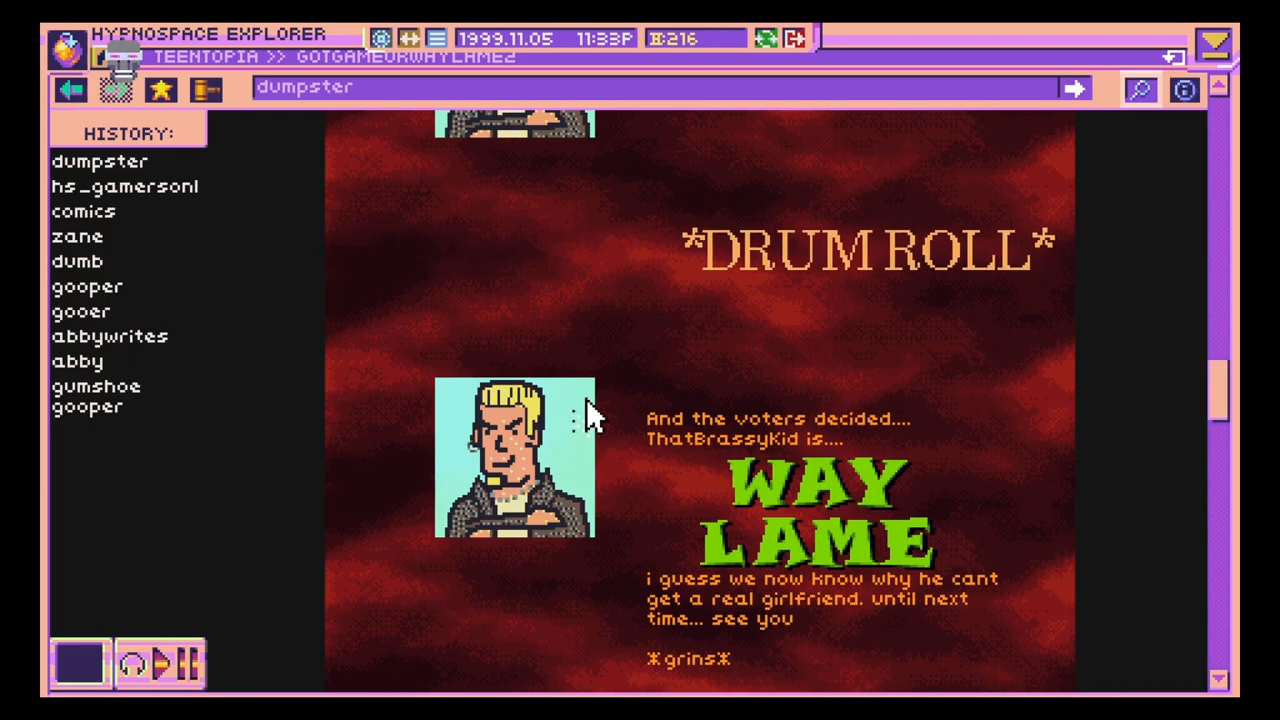 HYPNOSPACE EXPLORER
1999.11.05 11:33P
216
TEENTOPIA >> GOTGAMEORWAYLAME2
dumpster
HISTORY:
dumpster
hs_gamersonl
comics
zane
dumb
gooper
gooer
abbywrites
abby
gumshoe
gooper
*DRUM ROLL*
And the voters decided....
ThatBrassyKid is....
WAY
LAME
i guess we now know why he cant
get a real girlfriend. until next
time... see you
*grins*